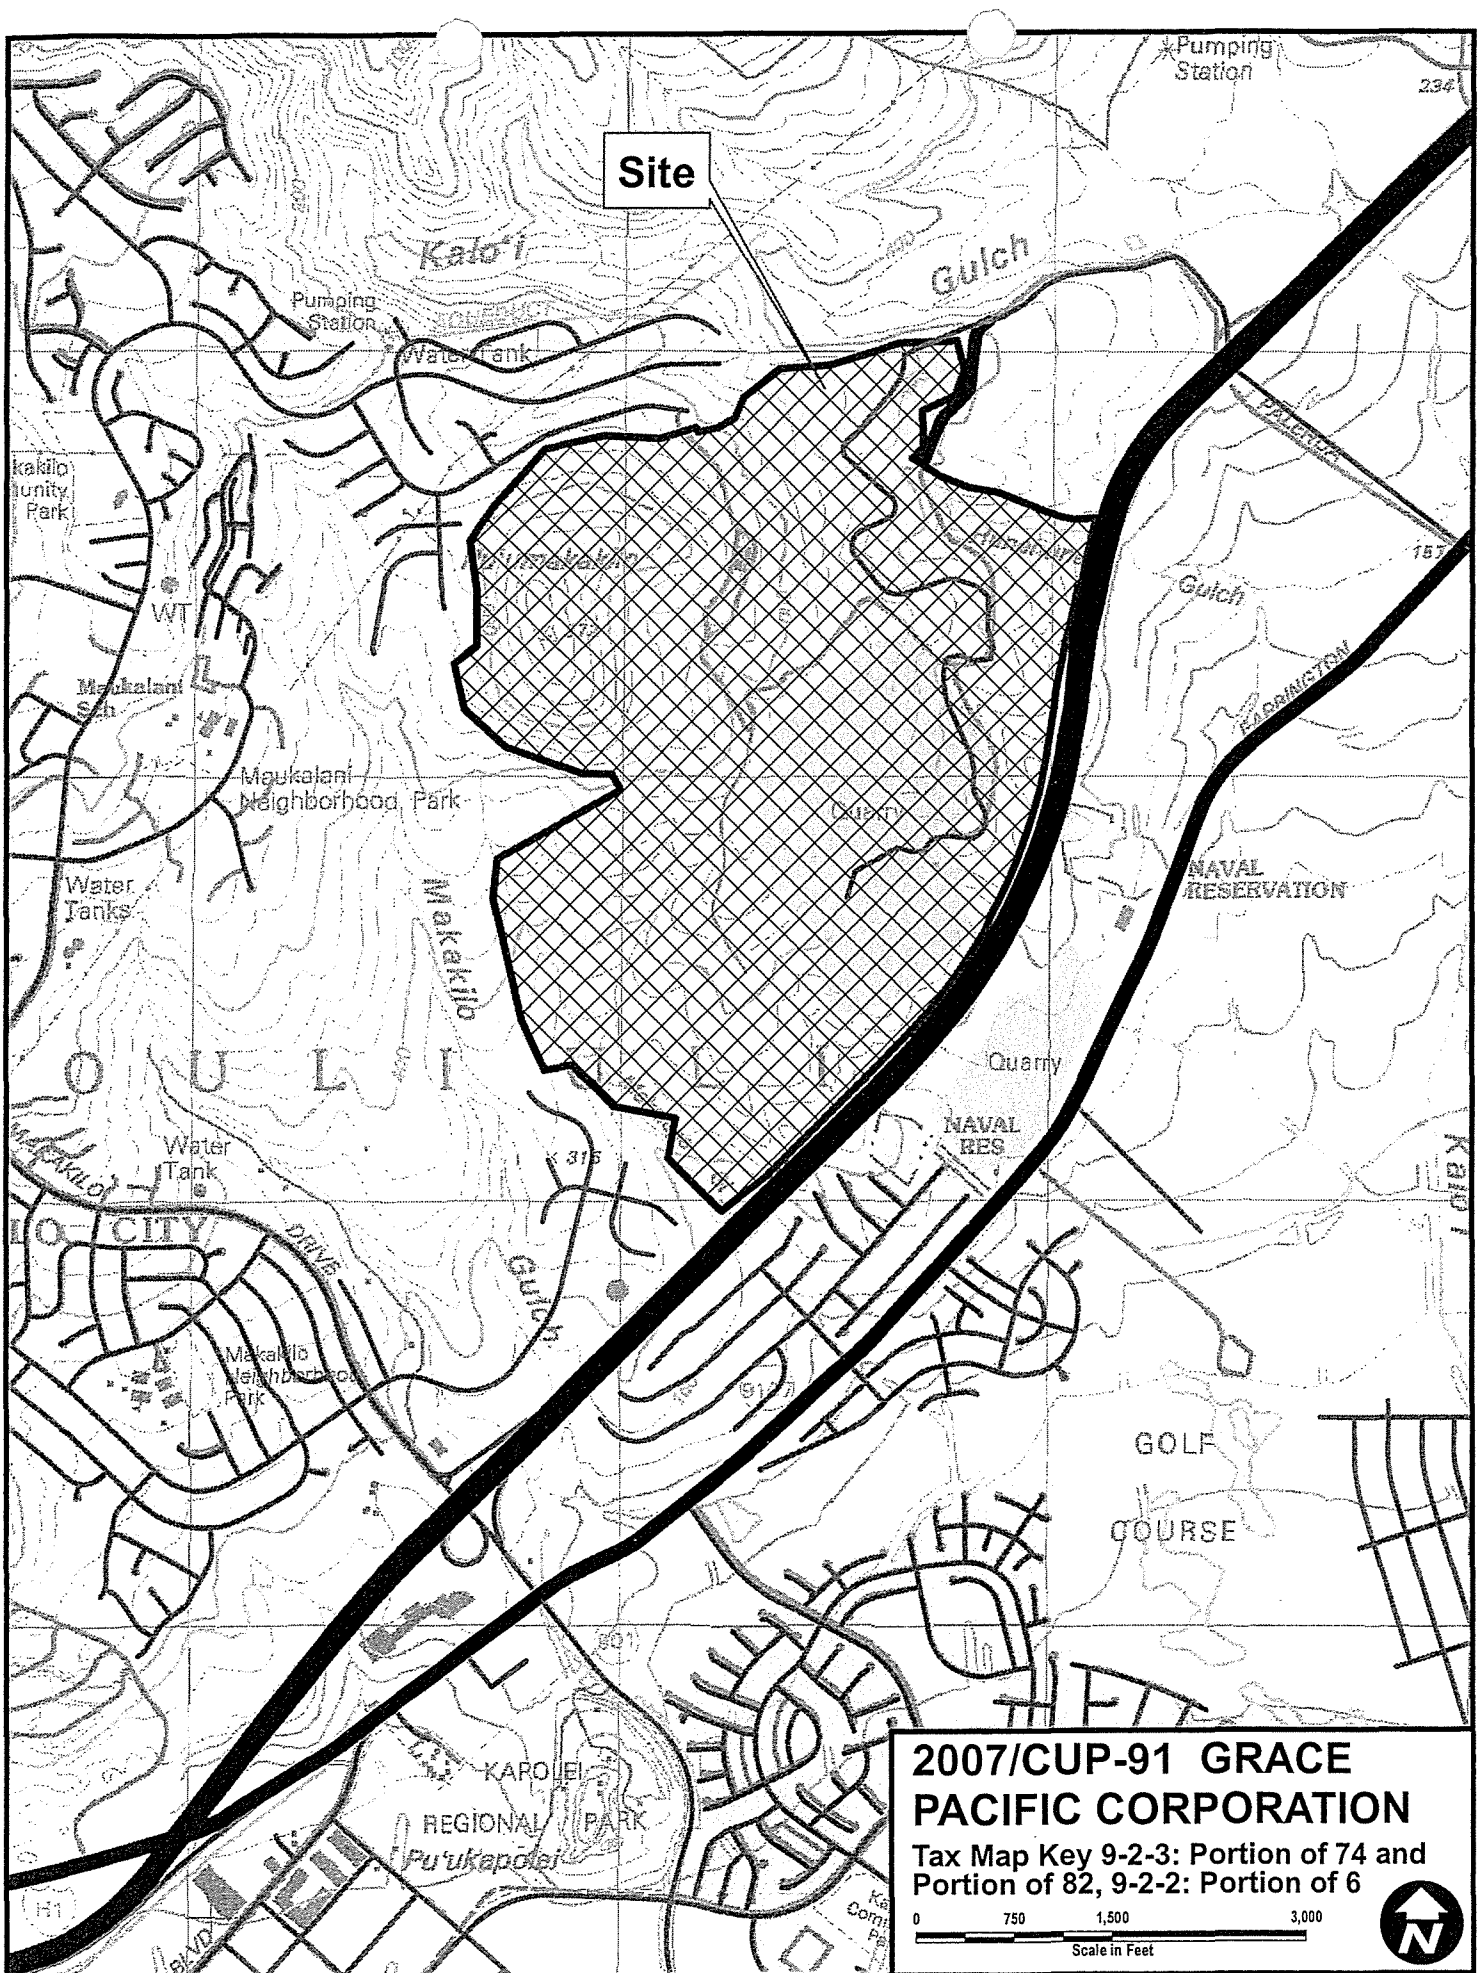 Pumping
Station
234
Site
Kalo'i
Gulch
Pumping
Station
Water Tank
PALEHUA
kakilo
unity
Park
153
Gulch
WT
FARRINGTON
Maukalani
Sch
Maukalani
Neighborhood Park
Quarry
NAVAL
RESERVATION
Water
Tanks
Makakilo
O U L I U L I
Quarry
NAVAL
RES
Water
Tank
316
CITY
DRIVE
Gulch
Makakilo
Neighborhood
Park
GOLF
COURSE
KAPOLEI
REGIONAL PARK
Pu'ukapolei
H1
BLVD
2007/CUP-91 GRACE
PACIFIC CORPORATION
Tax Map Key 9-2-3: Portion of 74 and
Portion of 82, 9-2-2: Portion of 6
0 750 1,500 3,000
Scale in Feet
N